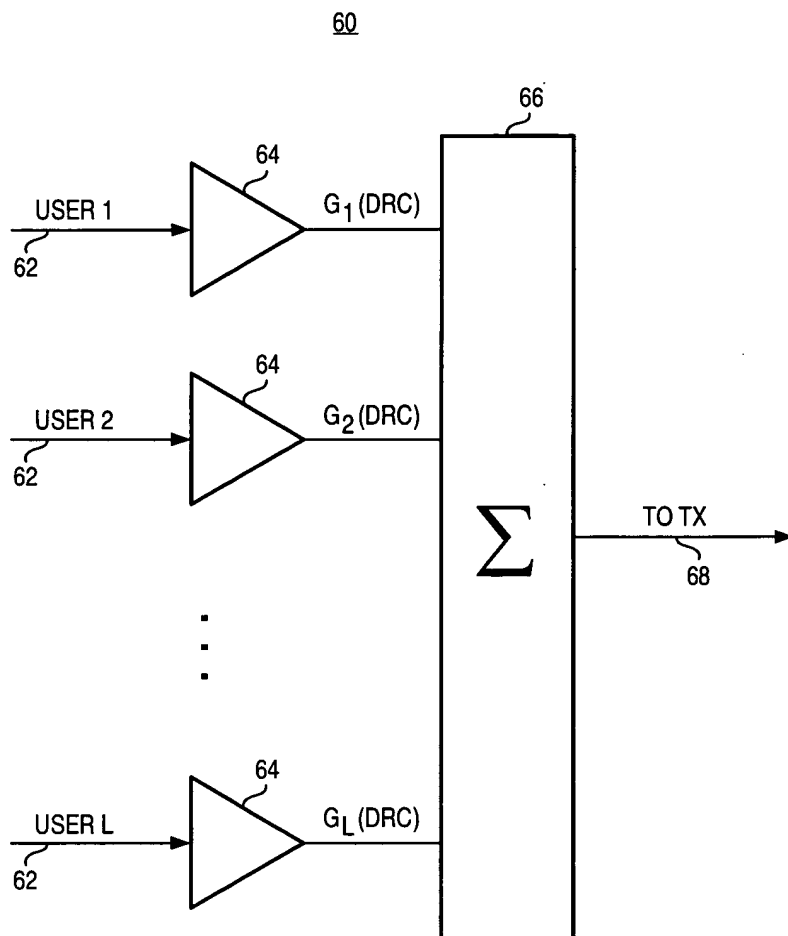 60
66
64
USER 1
G₁(DRC)
62
64
USER 2
G₂(DRC)
62
Σ
TO TX
68
64
USER L
G_L(DRC)
62